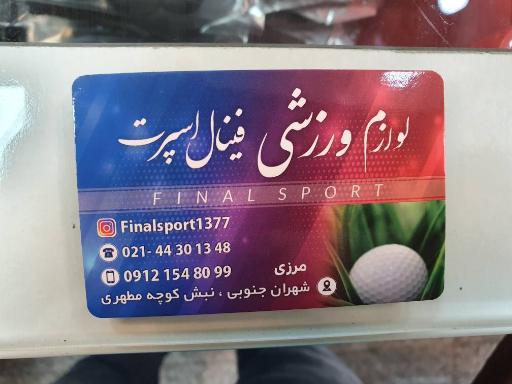 لوازم ورزشی فینال اسپرت
FINAL SPORT
Finalsport1377
021- 44 30 13 48
0912 154 80 99
مرزی
شهران جنوبی ، نبش کوچه مطهری